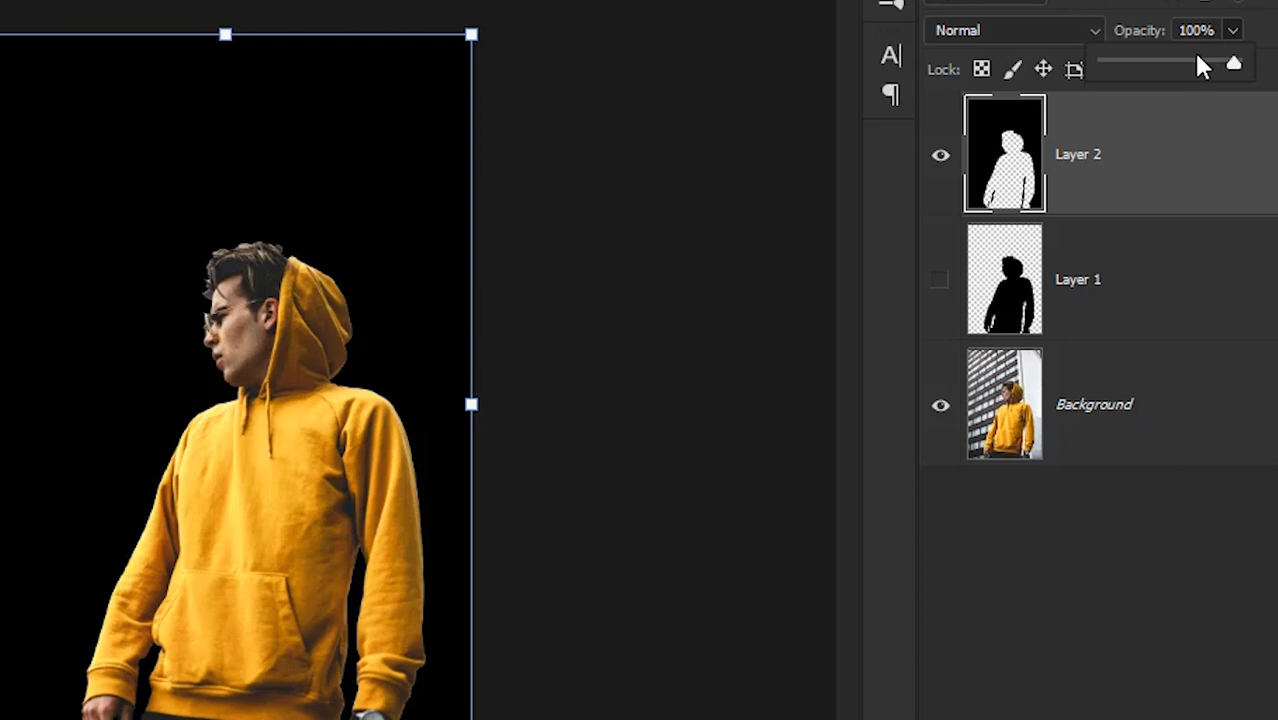 Normal
Opacity: 100%
A|
¶
Lock:
Layer 2
Layer 1
Background